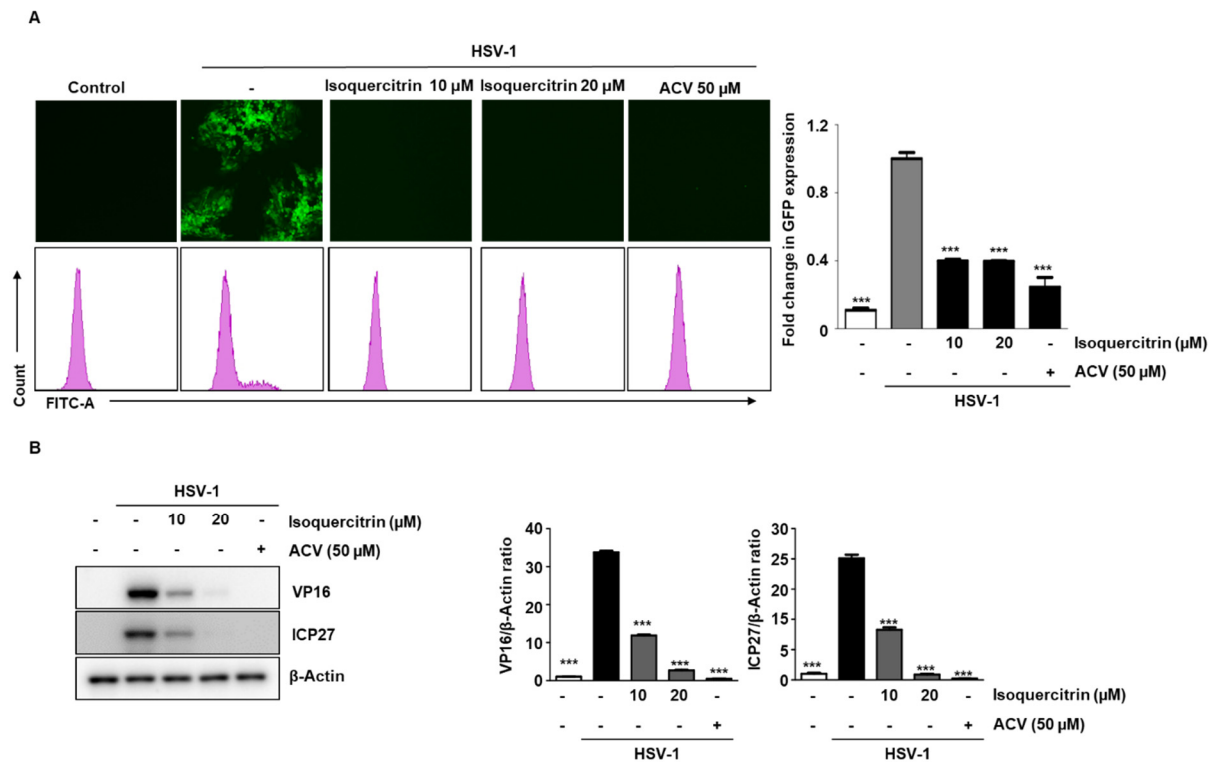 A
HSV-1
Control
-
Isoquercitrin 10 µM
Isoquercitrin 20 µM
ACV 50 µM
Count
FITC-A
Fold change in GFP expression
1.2
0.8
0.4
0
***
***
***
***
- - 10 20 - Isoquercitrin (µM)
- - - - + ACV (50 µM)
HSV-1
B
HSV-1
- - 10 20 - Isoquercitrin (µM)
- - - - + ACV (50 µM)
VP16
ICP27
β-Actin
VP16/β-Actin ratio
40
30
20
10
0
***
***
***
***
- - 10 20 -
- - - - +
HSV-1
ICP27/β-Actin ratio
30
25
15
15
5
0
***
***
***
***
- - 10 20 - Isoquercitrin (µM)
- - - - + ACV (50 µM)
HSV-1